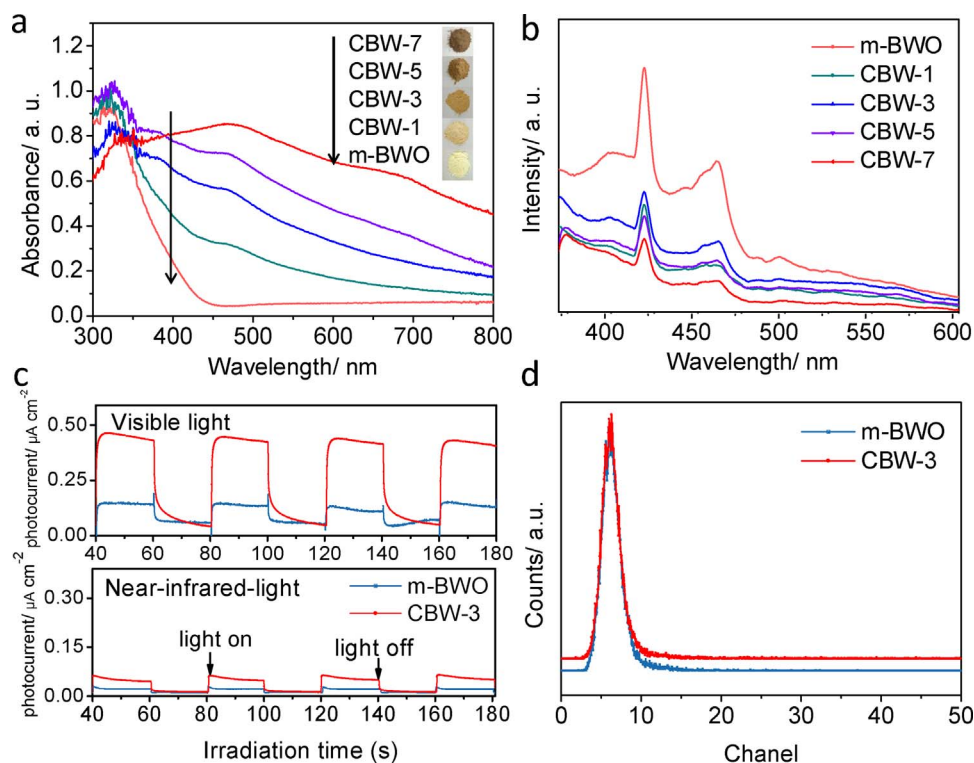 a
Absorbance/ a. u.
1.2
1.0
0.8
0.6
0.4
0.2
0.0
CBW-7
CBW-5
CBW-3
CBW-1
m-BWO
300 400 500 600 700 800
Wavelength/ nm
b
Intensity/ a. u.
m-BWO
CBW-1
CBW-3
CBW-5
CBW-7
400 450 500 550 600
Wavelength/ nm
c
photocurrent/ μA cm-2
0.50
0.25
0.00
Visible light
40 60 80 100 120 140 160 180
photocurrent/ μA cm-2
0.30
0.15
0.00
Near-infrared-light
m-BWO
CBW-3
light on
light off
40 60 80 100 120 140 160 180
Irradiation time (s)
d
Counts/ a.u.
m-BWO
CBW-3
0 10 20 30 40 50
Chanel